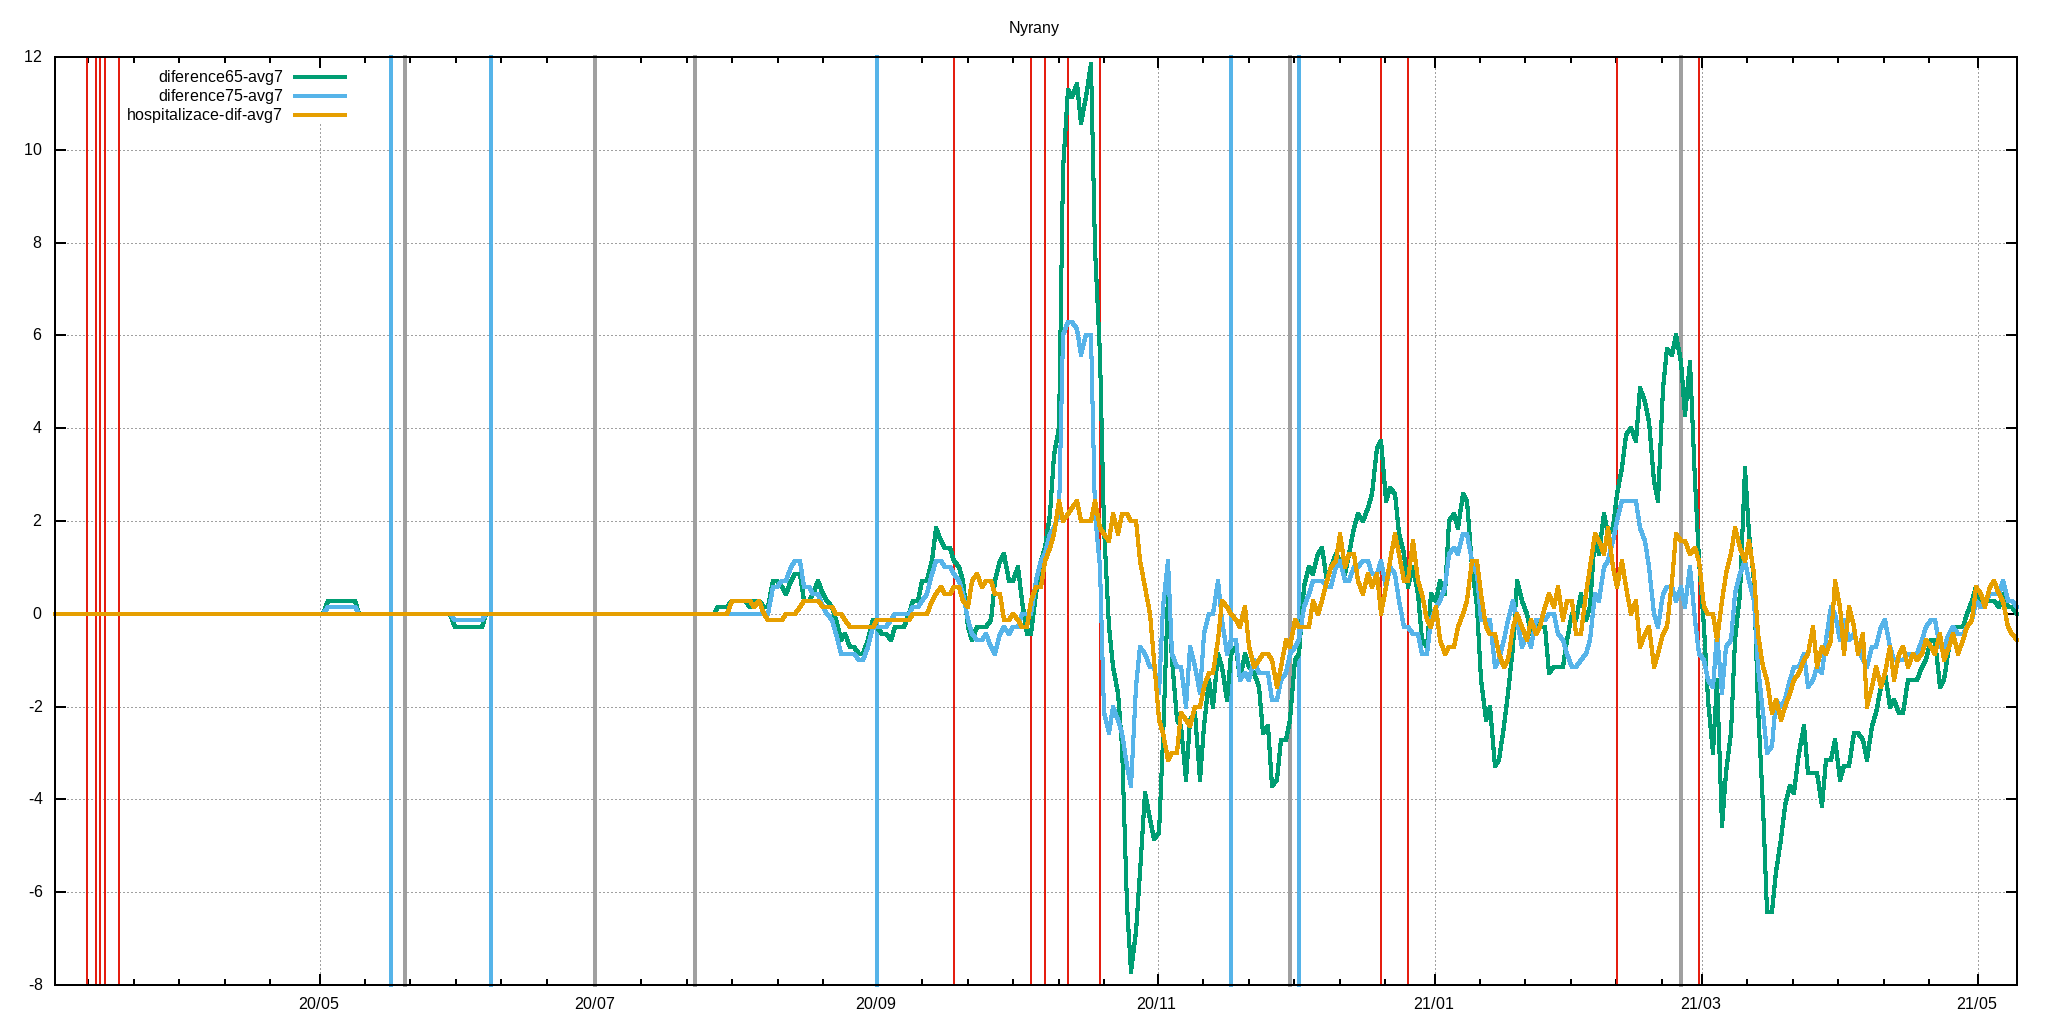 Nyrany
diference65-avg7
diference75-avg7
hospitalizace-dif-avg7
12
10
8
6
4
2
0
-2
-4
-6
-8
20/05 20/07 20/09 20/11 21/01 21/03 21/05